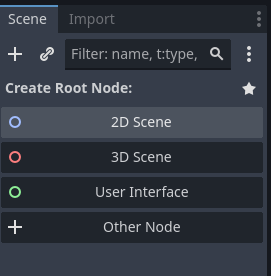 Scene Import
Filter: name, t:type,
Create Root Node:
2D Scene
3D Scene
User Interface
Other Node